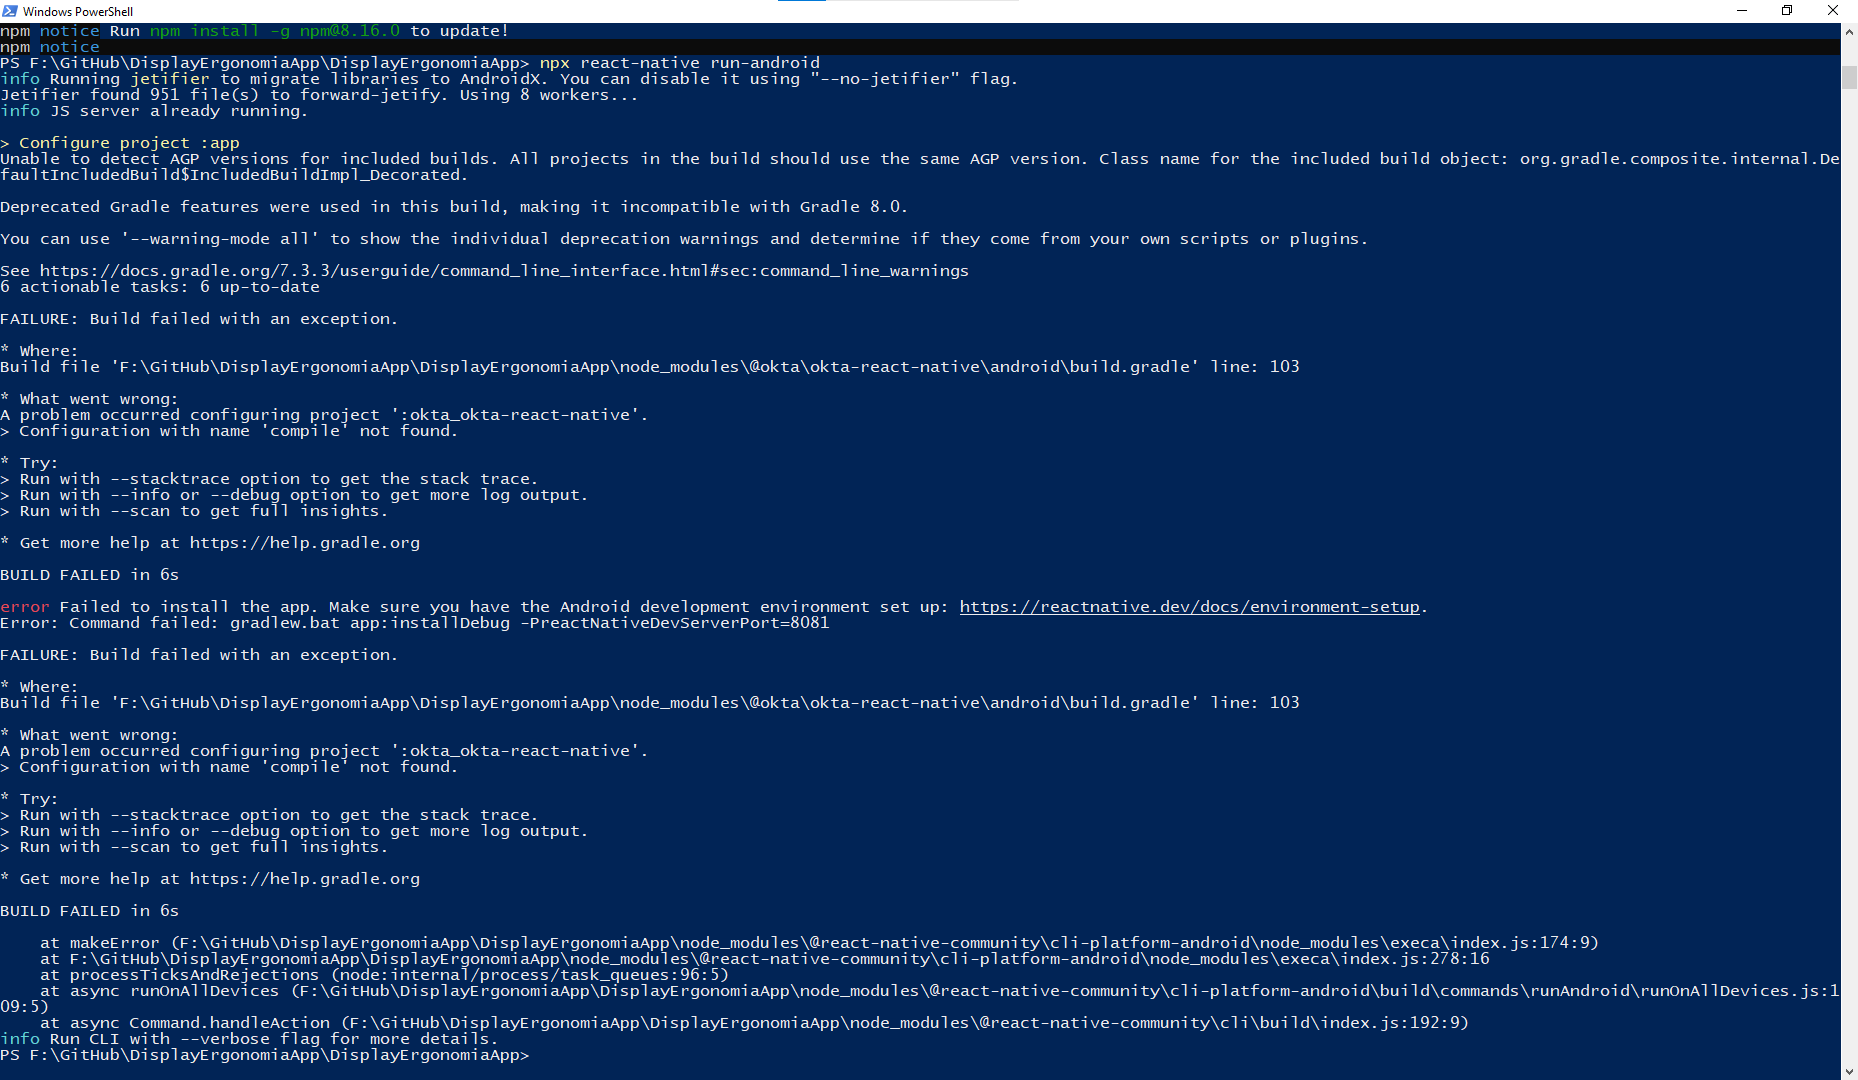 Windows PowerShell
npm notice Run npm install -g npm@8.16.0 to update!
npm notice
PS F:\GitHub\DisplayErgonomiaApp\DisplayErgonomiaApp> npx react-native run-android
info Running jetifier to migrate libraries to AndroidX. You can disable it using "--no-jetifier" flag.
Jetifier found 951 file(s) to forward-jetify. Using 8 workers...
info JS server already running.
> Configure project :app
Unable to detect AGP versions for included builds. All projects in the build should use the same AGP version. Class name for the included build object: org.gradle.composite.internal.De
faultIncludedBuild$IncludedBuildImpl_Decorated.
Deprecated Gradle features were used in this build, making it incompatible with Gradle 8.0.
You can use '--warning-mode all' to show the individual deprecation warnings and determine if they come from your own scripts or plugins.
See https://docs.gradle.org/7.3.3/userguide/command_line_interface.html#sec:command_line_warnings
6 actionable tasks: 6 up-to-date
FAILURE: Build failed with an exception.
* Where:
Build file 'F:\GitHub\DisplayErgonomiaApp\DisplayErgonomiaApp\node_modules\@okta\okta-react-native\android\build.gradle' line: 103
* What went wrong:
A problem occurred configuring project ':okta_okta-react-native'.
> Configuration with name 'compile' not found.
* Try:
> Run with --stacktrace option to get the stack trace.
> Run with --info or --debug option to get more log output.
> Run with --scan to get full insights.
* Get more help at https://help.gradle.org
BUILD FAILED in 6s
error Failed to install the app. Make sure you have the Android development environment set up: https://reactnative.dev/docs/environment-setup.
Error: Command failed: gradlew.bat app:installDebug -PreactNativeDevServerPort=8081
FAILURE: Build failed with an exception.
* Where:
Build file 'F:\GitHub\DisplayErgonomiaApp\DisplayErgonomiaApp\node_modules\@okta\okta-react-native\android\build.gradle' line: 103
* What went wrong:
A problem occurred configuring project ':okta_okta-react-native'.
> Configuration with name 'compile' not found.
* Try:
> Run with --stacktrace option to get the stack trace.
> Run with --info or --debug option to get more log output.
> Run with --scan to get full insights.
* Get more help at https://help.gradle.org
BUILD FAILED in 6s
at makeError (F:\GitHub\DisplayErgonomiaApp\DisplayErgonomiaApp\node_modules\@react-native-community\cli-platform-android\node_modules\execa\index.js:174:9)
at F:\GitHub\DisplayErgonomiaApp\DisplayErgonomiaApp\node_modules\@react-native-community\cli-platform-android\node_modules\execa\index.js:278:16
at processTicksAndRejections (node:internal/process/task_queues:96:5)
at async runOnAllDevices (F:\GitHub\DisplayErgonomiaApp\DisplayErgonomiaApp\node_modules\@react-native-community\cli-platform-android\build\commands\runAndroid\runOnAllDevices.js:1
09:5)
at async Command.handleAction (F:\GitHub\DisplayErgonomiaApp\DisplayErgonomiaApp\node_modules\@react-native-community\cli\build\index.js:192:9)
info Run CLI with --verbose flag for more details.
PS F:\GitHub\DisplayErgonomiaApp\DisplayErgonomiaApp>